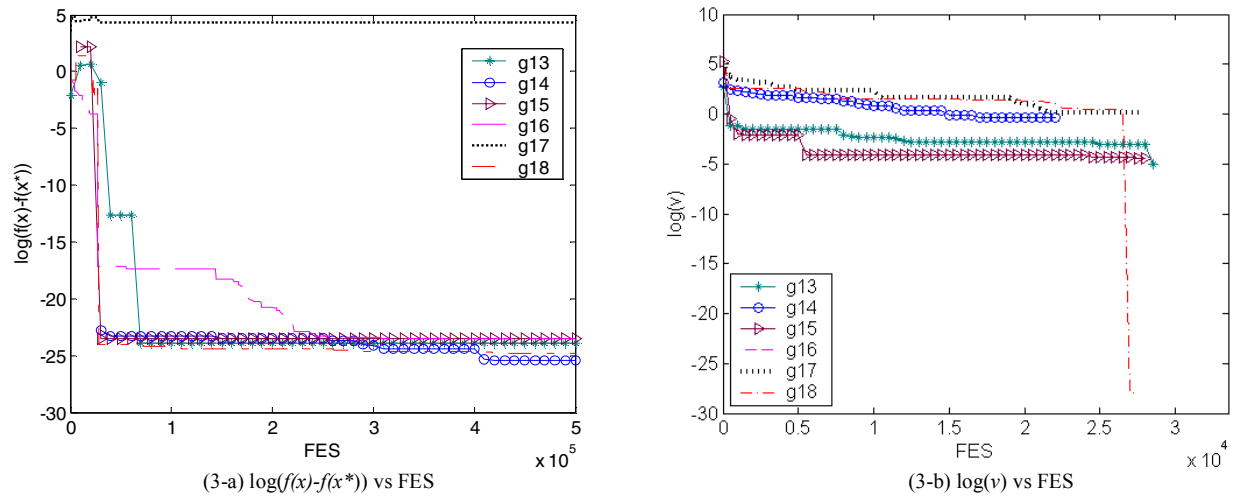 5
0
-5
-10
-15
-20
-25
-30
log(f(x)-f(x*))
0
1
2
3
4
5
FES
x 10^5
g13
g14
g15
g16
g17
g18
(3-a) log(f(x)-f(x*)) vs FES
10
5
0
-5
-10
-15
-20
-25
-30
log(v)
0
0.5
1
1.5
2
2.5
3
FES
x 10^4
g13
g14
g15
g16
g17
g18
(3-b) log(v) vs FES